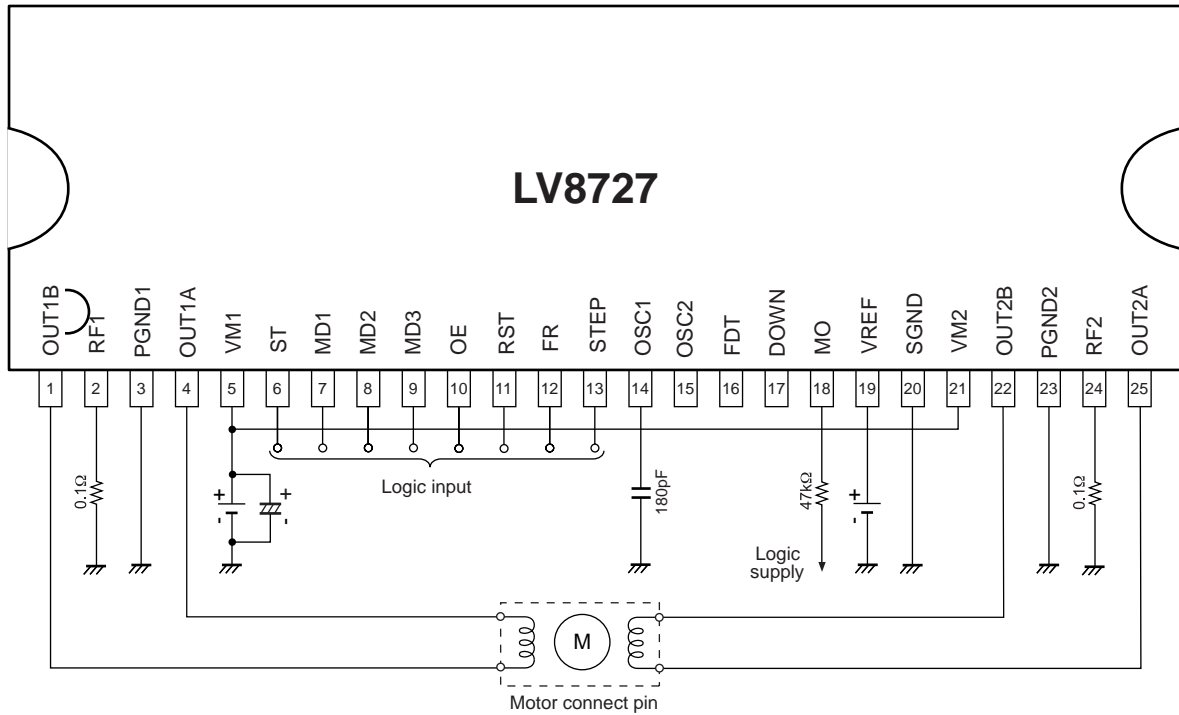 LV8727
OUT1B
RF1
PGND1
OUT1A
VM1
ST
MD1
MD2
MD3
OE
RST
FR
STEP
OSC1
OSC2
FDT
DOWN
MO
VREF
SGND
VM2
OUT2B
PGND2
RF2
OUT2A
1 2 3 4 5 6 7 8 9 10 11 12 13 14 15 16 17 18 19 20 21 22 23 24 25
0.1Ω
+
-
+
-
Logic input
180pF
47kΩ
+
-
0.1Ω
Logic
supply
M
Motor connect pin